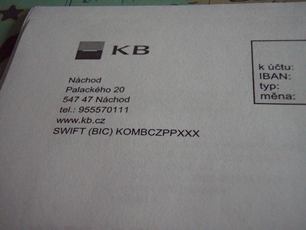 KB
Náchod
Palackého 20
547 47 Náchod
tel.: 955570111
www.kb.cz
SWIFT (BIC) KOMBCZPPXXX
k účtu:
IBAN:
typ:
měna: